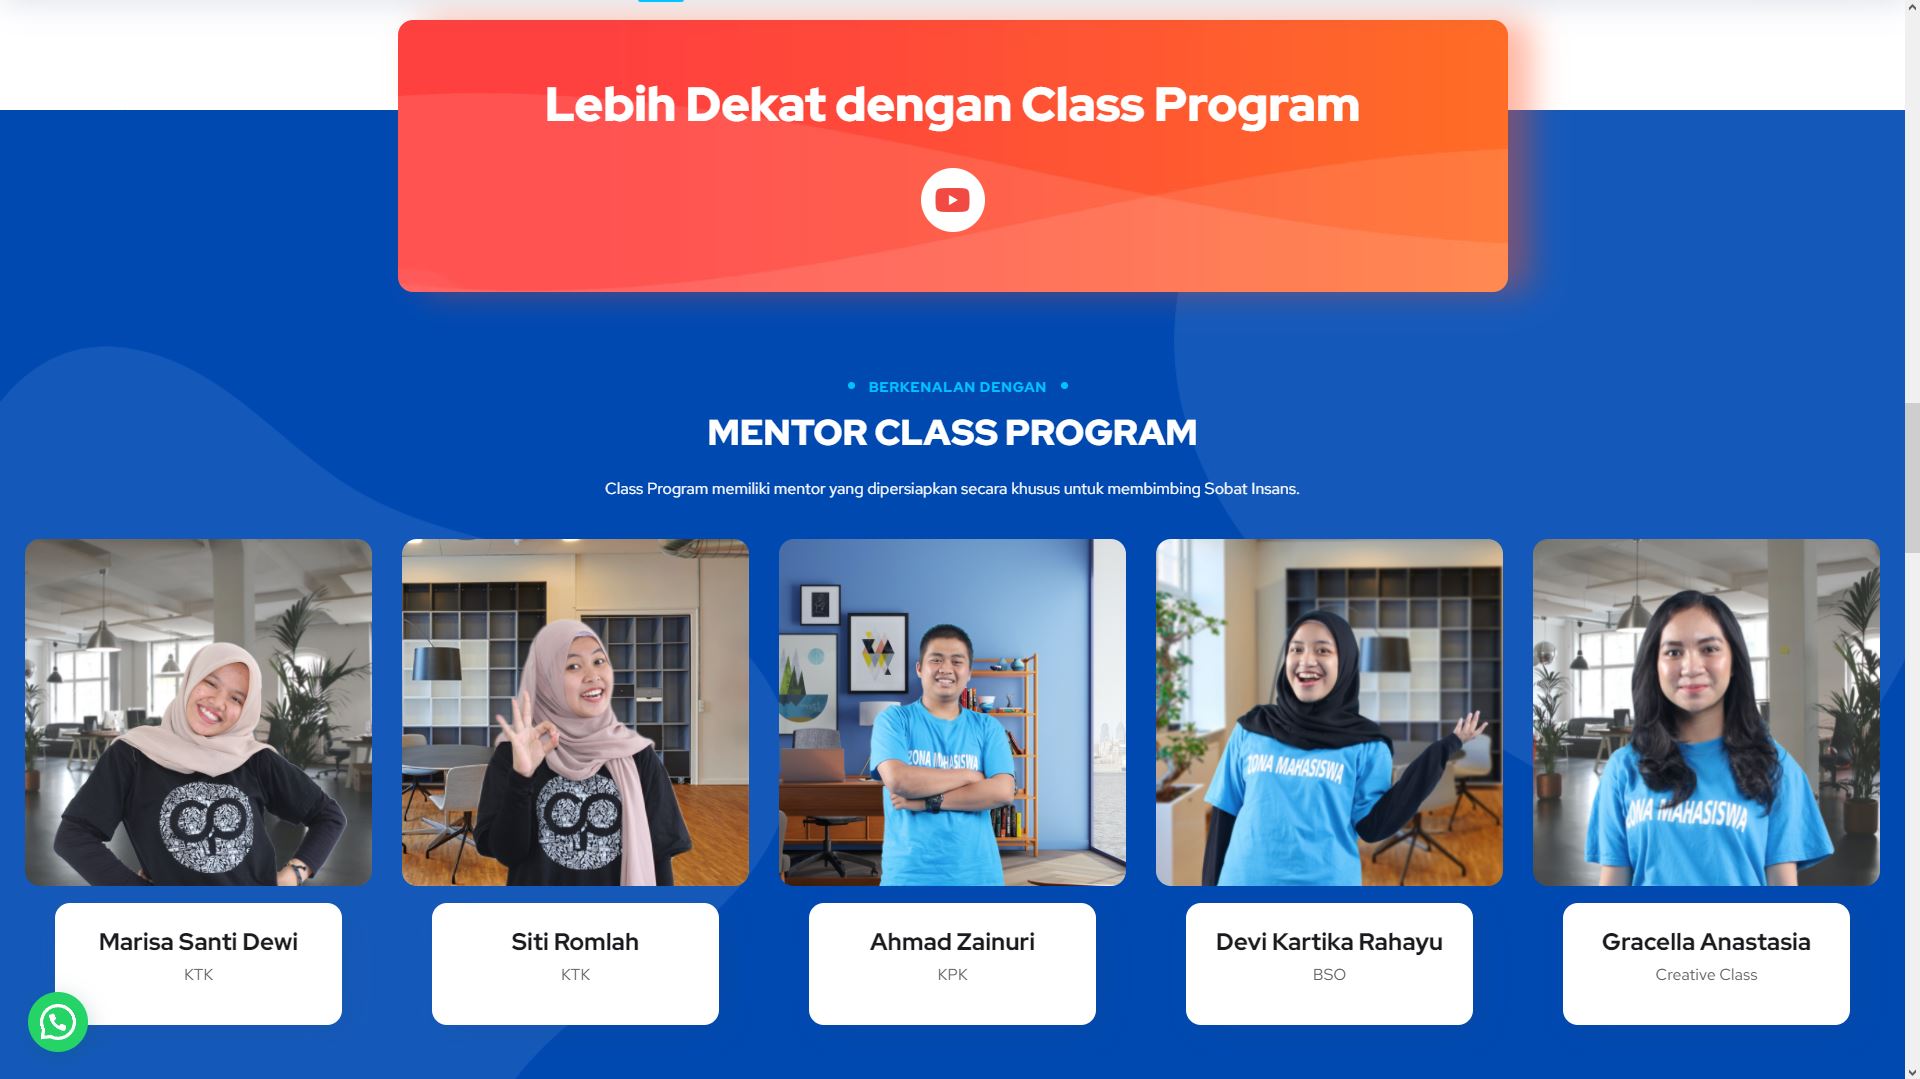 Lebih Dekat dengan Class Program
BERKENALAN DENGAN
MENTOR CLASS PROGRAM
Class Program memiliki mentor yang dipersiapkan secara khusus untuk membimbing Sobat Insans.
cp
cp
ZONA MAHASISWA
ZONA MAHASISWA
ZONA MAHASISWA
Marisa Santi Dewi
KTK
Siti Romlah
KTK
Ahmad Zainuri
KPK
Devi Kartika Rahayu
BSO
Gracella Anastasia
Creative Class